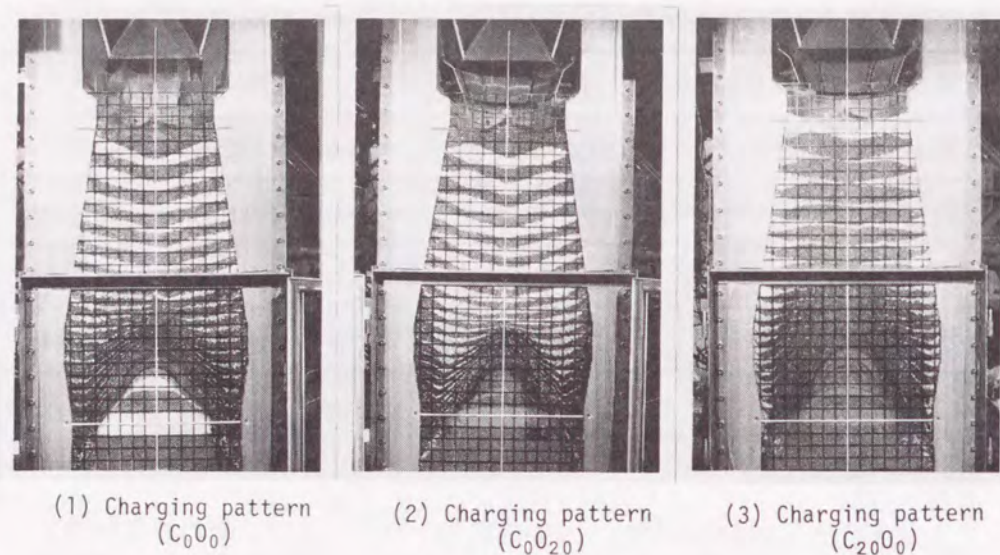 (1) Charging pattern
(C₀O₀)
(2) Charging pattern
(C₀O₂₀)
(3) Charging pattern
(C₂₀O₀)